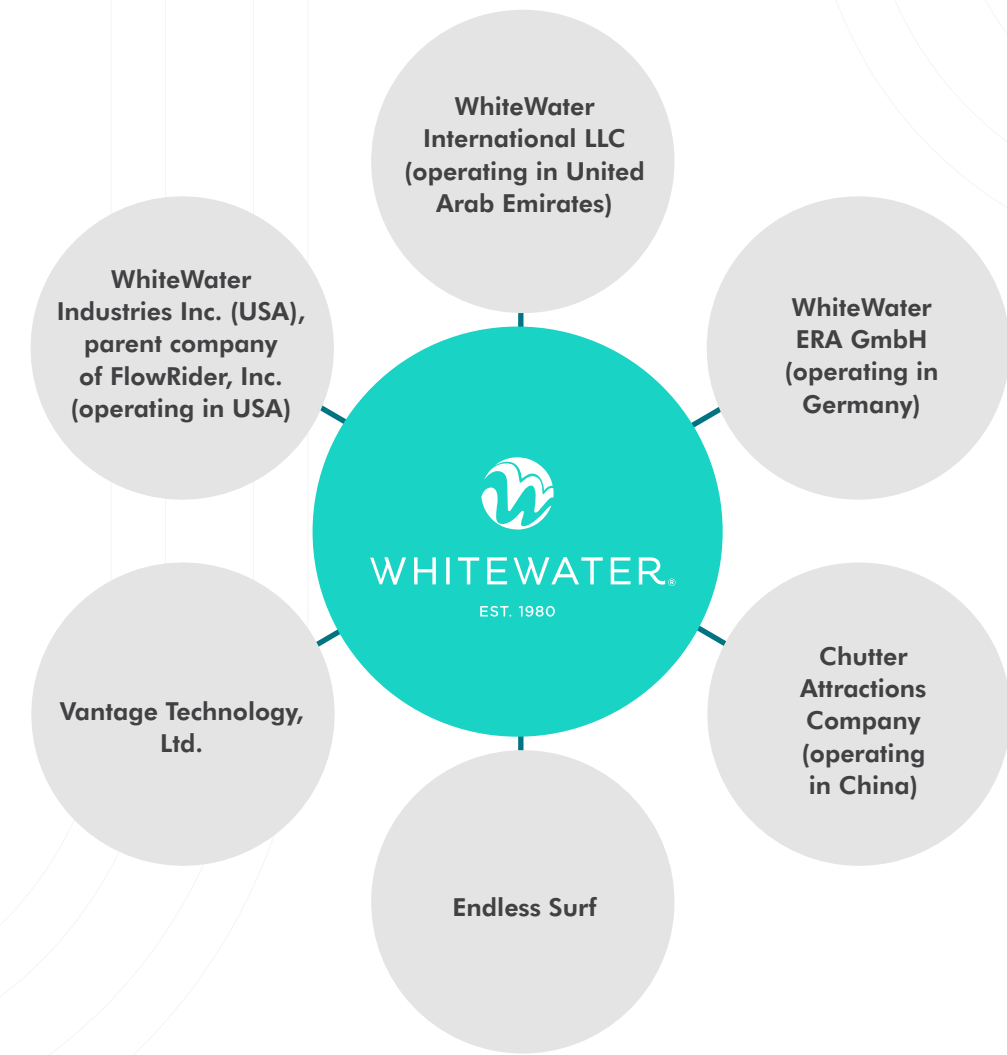 WhiteWater
International LLC
(operating in United
Arab Emirates)
WhiteWater
Industries Inc. (USA),
parent company
of FlowRider, Inc.
(operating in USA)
WhiteWater
ERA GmbH
(operating in
Germany)
WHITEWATER®
EST. 1980
Vantage Technology,
Ltd.
Chutter
Attractions
Company
(operating
in China)
Endless Surf